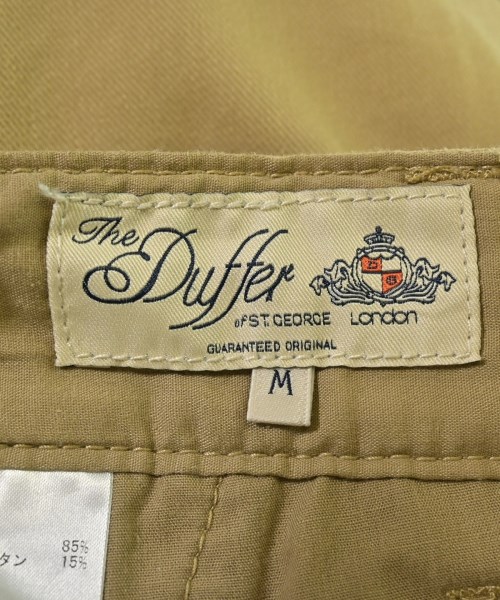 The
Duffer
of ST. GEORGE London
GUARANTEED ORIGINAL
M
85%
タン 15%